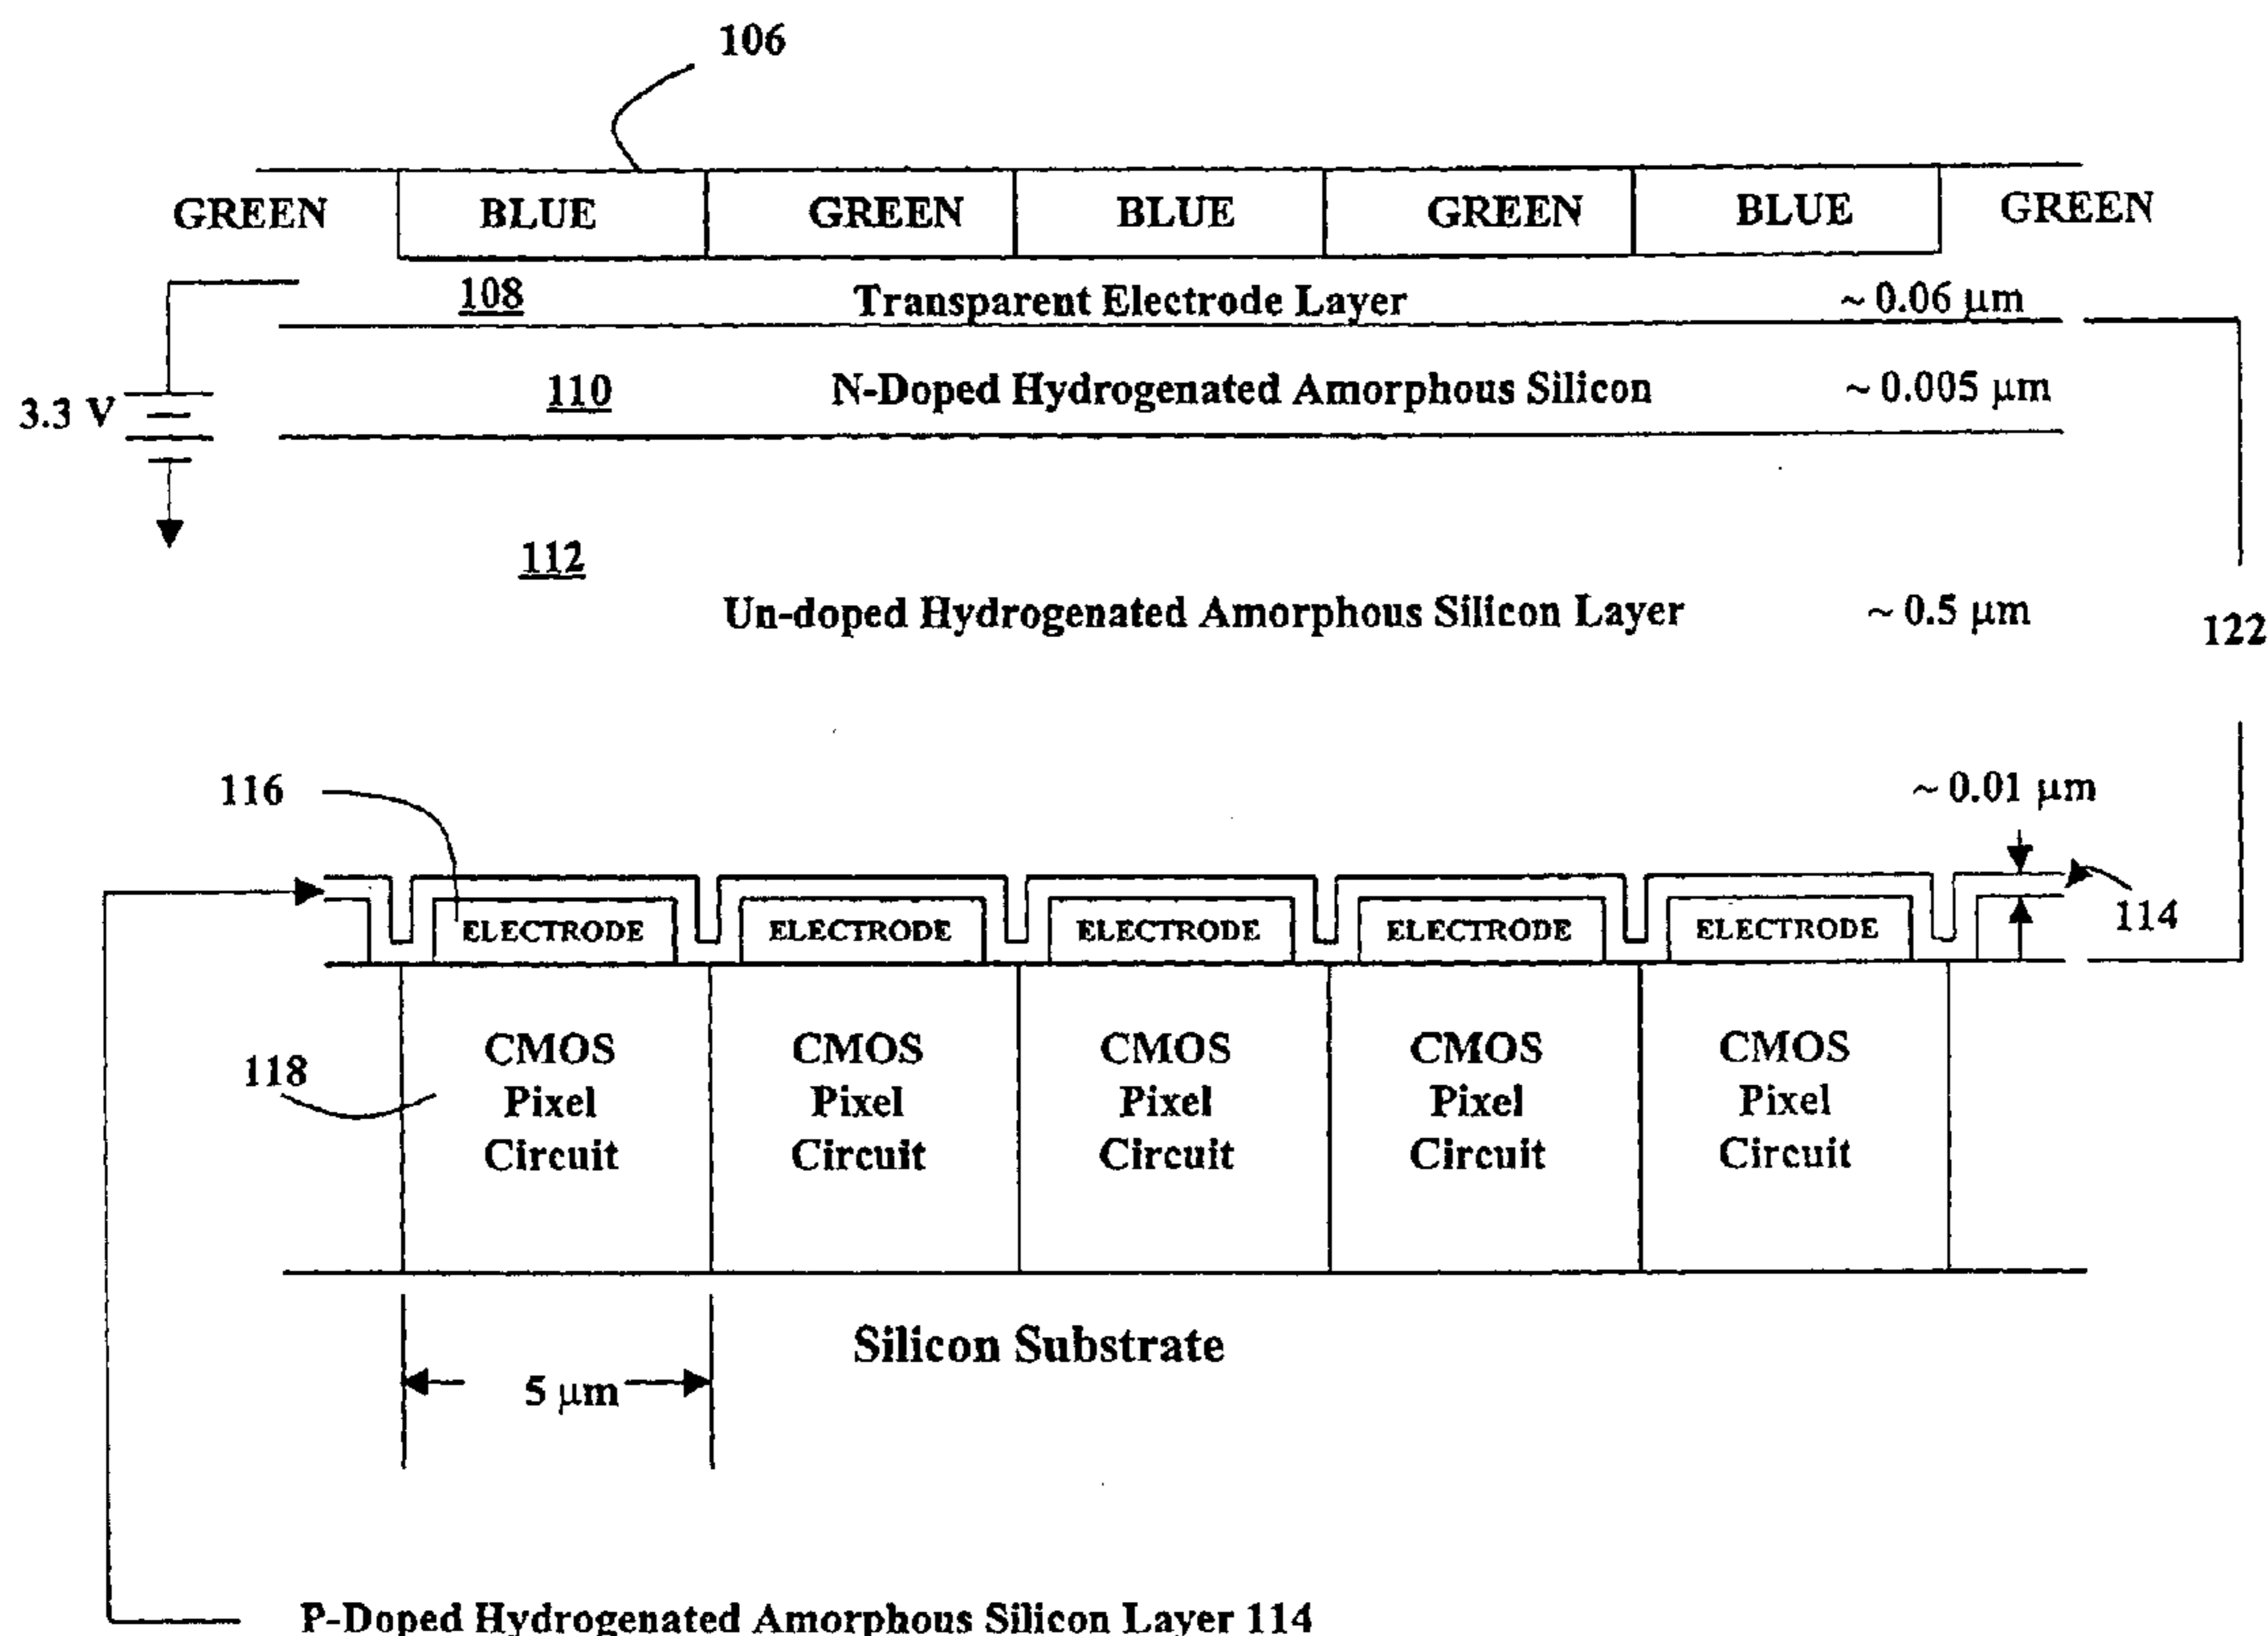 106
GREEN BLUE GREEN BLUE GREEN BLUE GREEN
108 Transparent Electrode Layer ~ 0.06 μm
3.3 V
110 N-Doped Hydrogenated Amorphous Silicon ~ 0.005 μm
112
Un-doped Hydrogenated Amorphous Silicon Layer ~ 0.5 μm
122
116
~ 0.01 μm
ELECTRODE ELECTRODE ELECTRODE ELECTRODE ELECTRODE
114
118
CMOS Pixel Circuit
CMOS Pixel Circuit
CMOS Pixel Circuit
CMOS Pixel Circuit
CMOS Pixel Circuit
Silicon Substrate
5 μm
P-Doped Hydrogenated Amorphous Silicon Layer 114